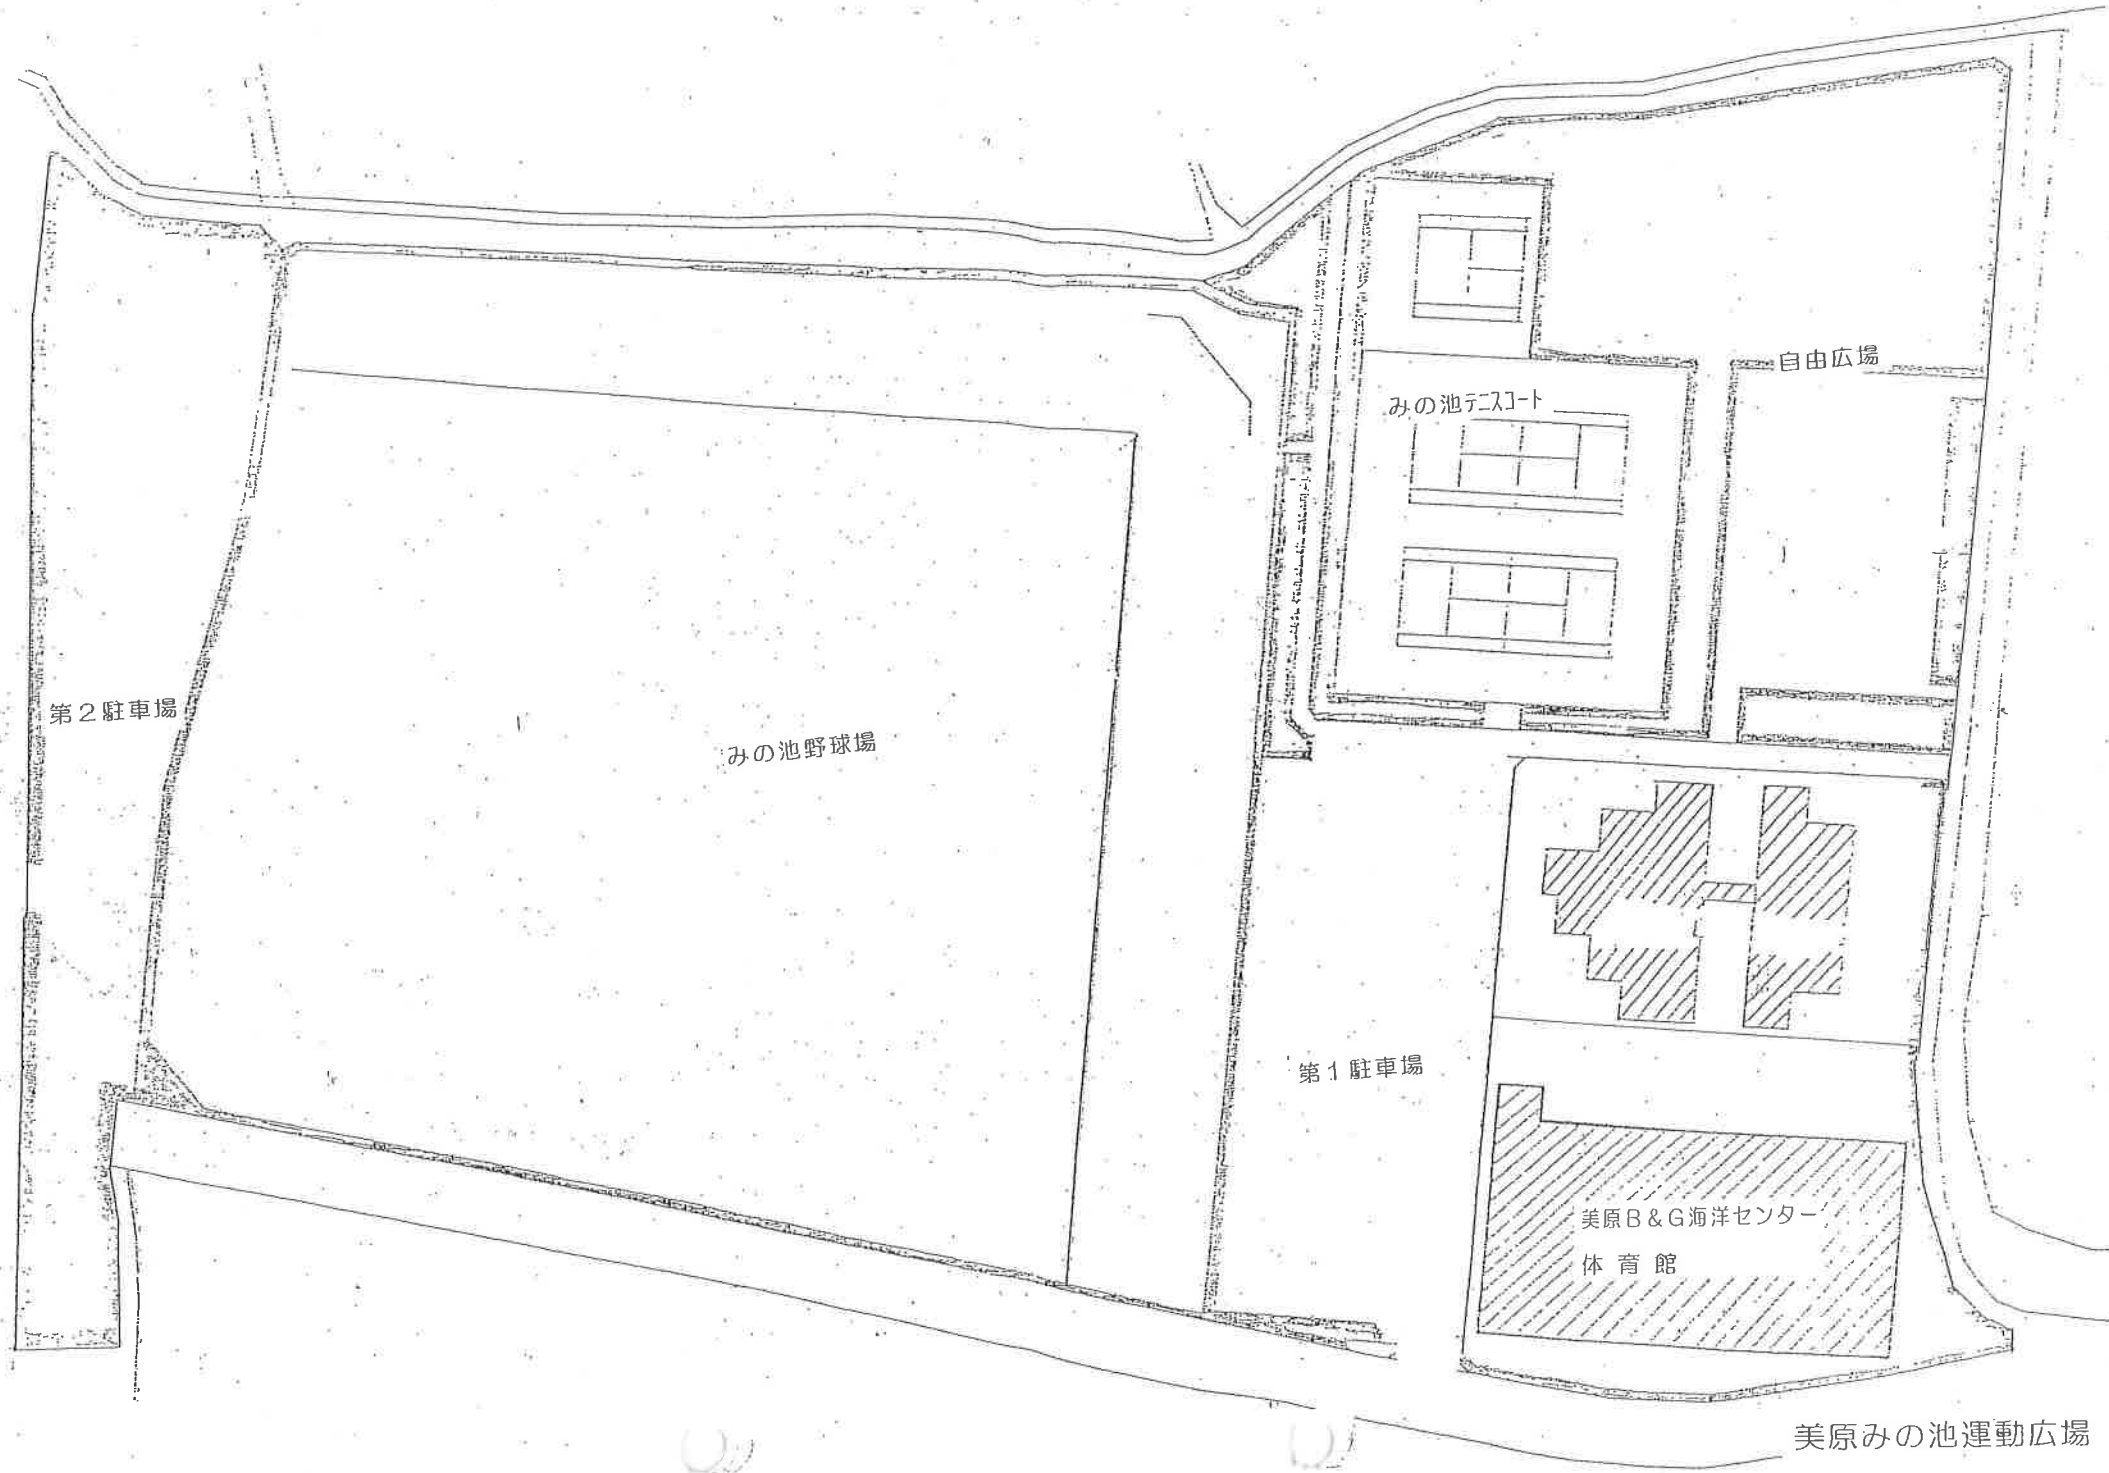 自由広場
みの池テニスコート
第2駐車場
みの池野球場
第1駐車場
美原B&G海洋センター
体育館
美原みの池運動広場